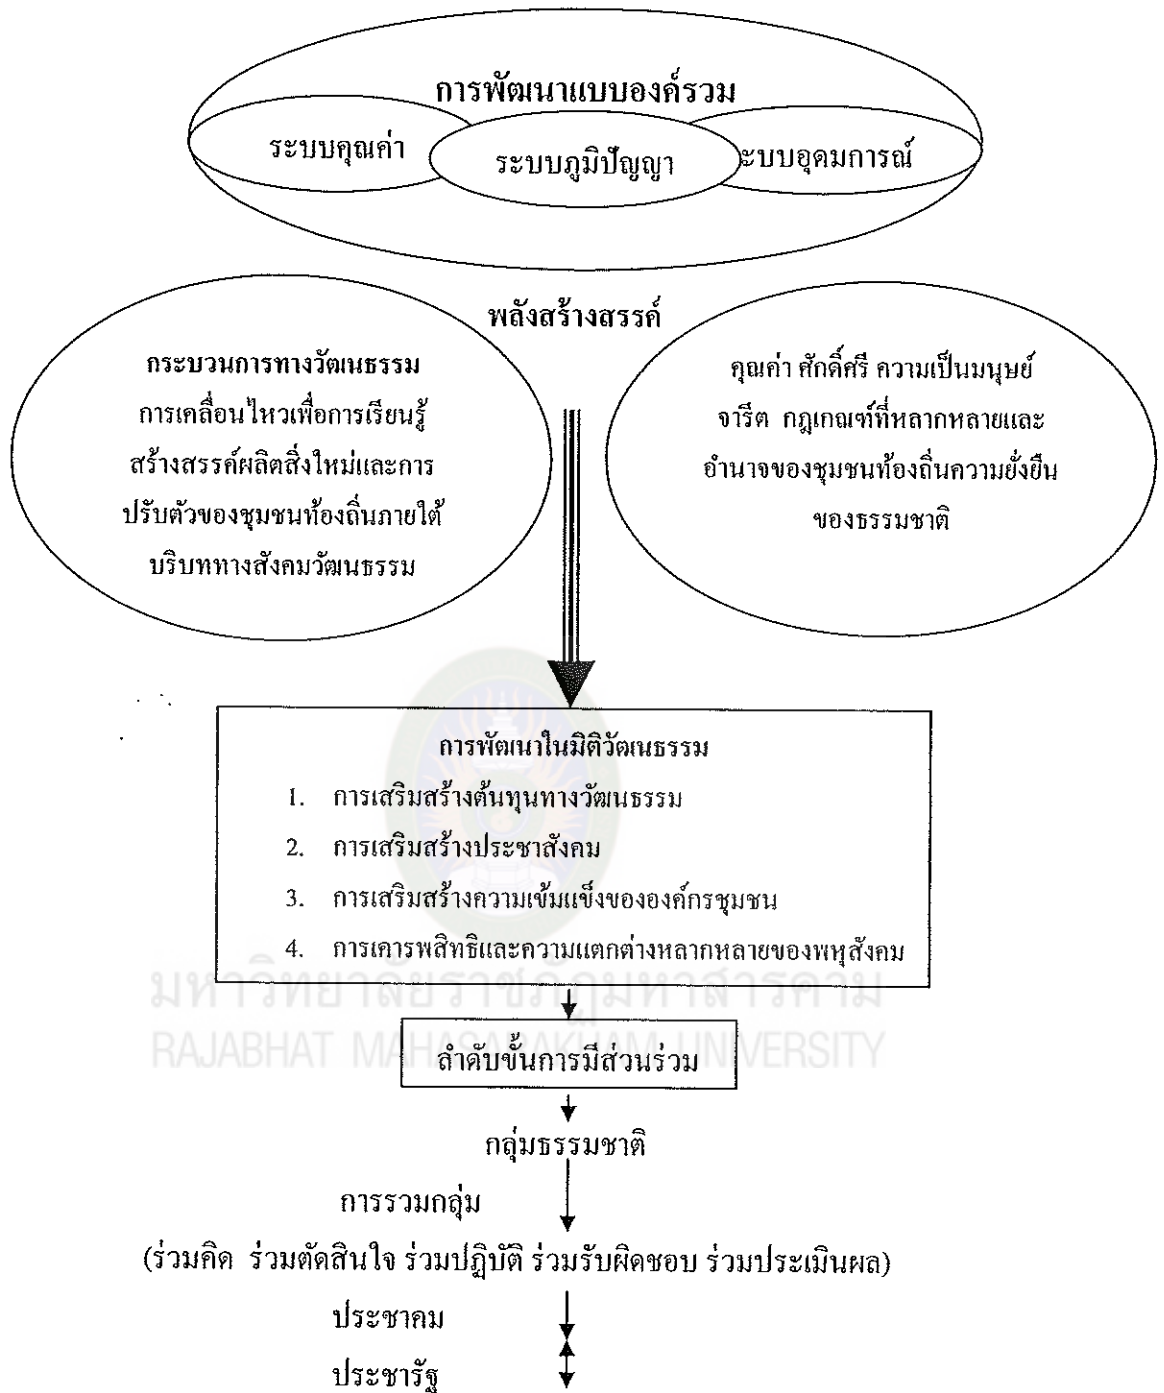 การพัฒนาแบบองค์รวม
ระบบคุณค่า
ระบบภูมิปัญญา
ะบบอุดมการณ์
พลังสร้างสรรค์
กระบวนการทางวัฒนธรรม
การเคลื่อนไหวเพื่อการเรียนรู้
สร้างสรรค์ผลิตสิ่งใหม่และการ
ปรับตัวของชุมชนท้องถิ่นภายใต้
บริบททางสังคมวัฒนธรรม
คุณค่า ศักดิ์ศรี ความเป็นมนุษย์
จารีต กฎเกณฑ์ที่หลากหลายและ
อำนาจของชุมชนท้องถิ่นความยั่งยืน
ของธรรมชาติ
การพัฒนาในมิติวัฒนธรรม
1. การเสริมสร้างต้นทุนทางวัฒนธรรม
2. การเสริมสร้างประชาสังคม
3. การเสริมสร้างความเข้มแข็งขององค์กรชุมชน
4. การเคารพสิทธิและความแตกต่างหลากหลายของพหุสังคม
มหาวิทยาลัยราชภัฏมหาสารคาม
RAJABHAT MAHASARAKHAM UNIVERSITY
ลำดับขั้นการมีส่วนร่วม
กลุ่มธรรมชาติ
การรวมกลุ่ม
(ร่วมคิด ร่วมตัดสินใจ ร่วมปฏิบัติ ร่วมรับผิดชอบ ร่วมประเมินผล)
ประชาคม
ประชารัฐ